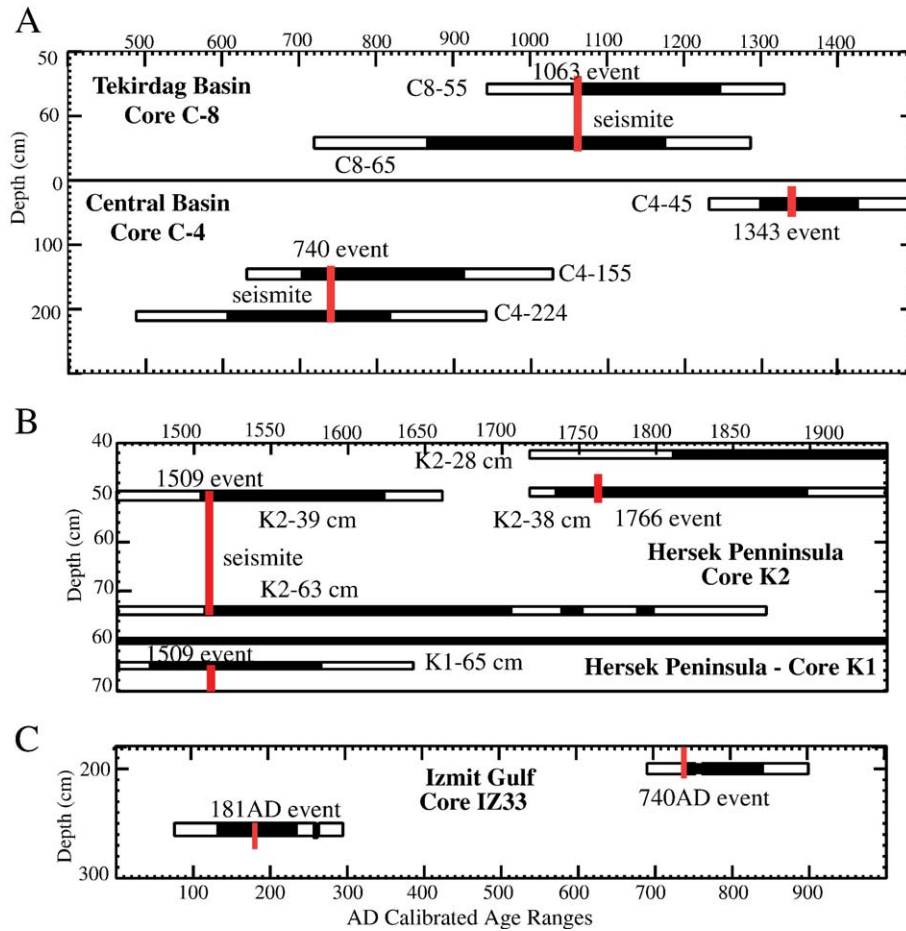 A
500 600 700 800 900 1000 1100 1200 1300 1400
50
Tekirdag Basin
Core C-8
C8-55
1063 event
60
seismite
C8-65
Depth (cm)
0
Central Basin
Core C-4
C4-45
1343 event
100
740 event
C4-155
seismite
200
C4-224
B
1500 1550 1600 1650 1700 1750 1800 1850 1900
40
K2-28 cm
1509 event
50
K2-39 cm
K2-38 cm
1766 event
60
seismite
Hersek Penninsula
Core K2
Depth (cm)
70
K2-63 cm
60
1509 event
K1-65 cm
Hersek Peninsula - Core K1
70
C
200
Izmit Gulf
Core IZ33
740AD event
181AD event
Depth (cm)
300
100 200 300 400 500 600 700 800 900
AD Calibrated Age Ranges